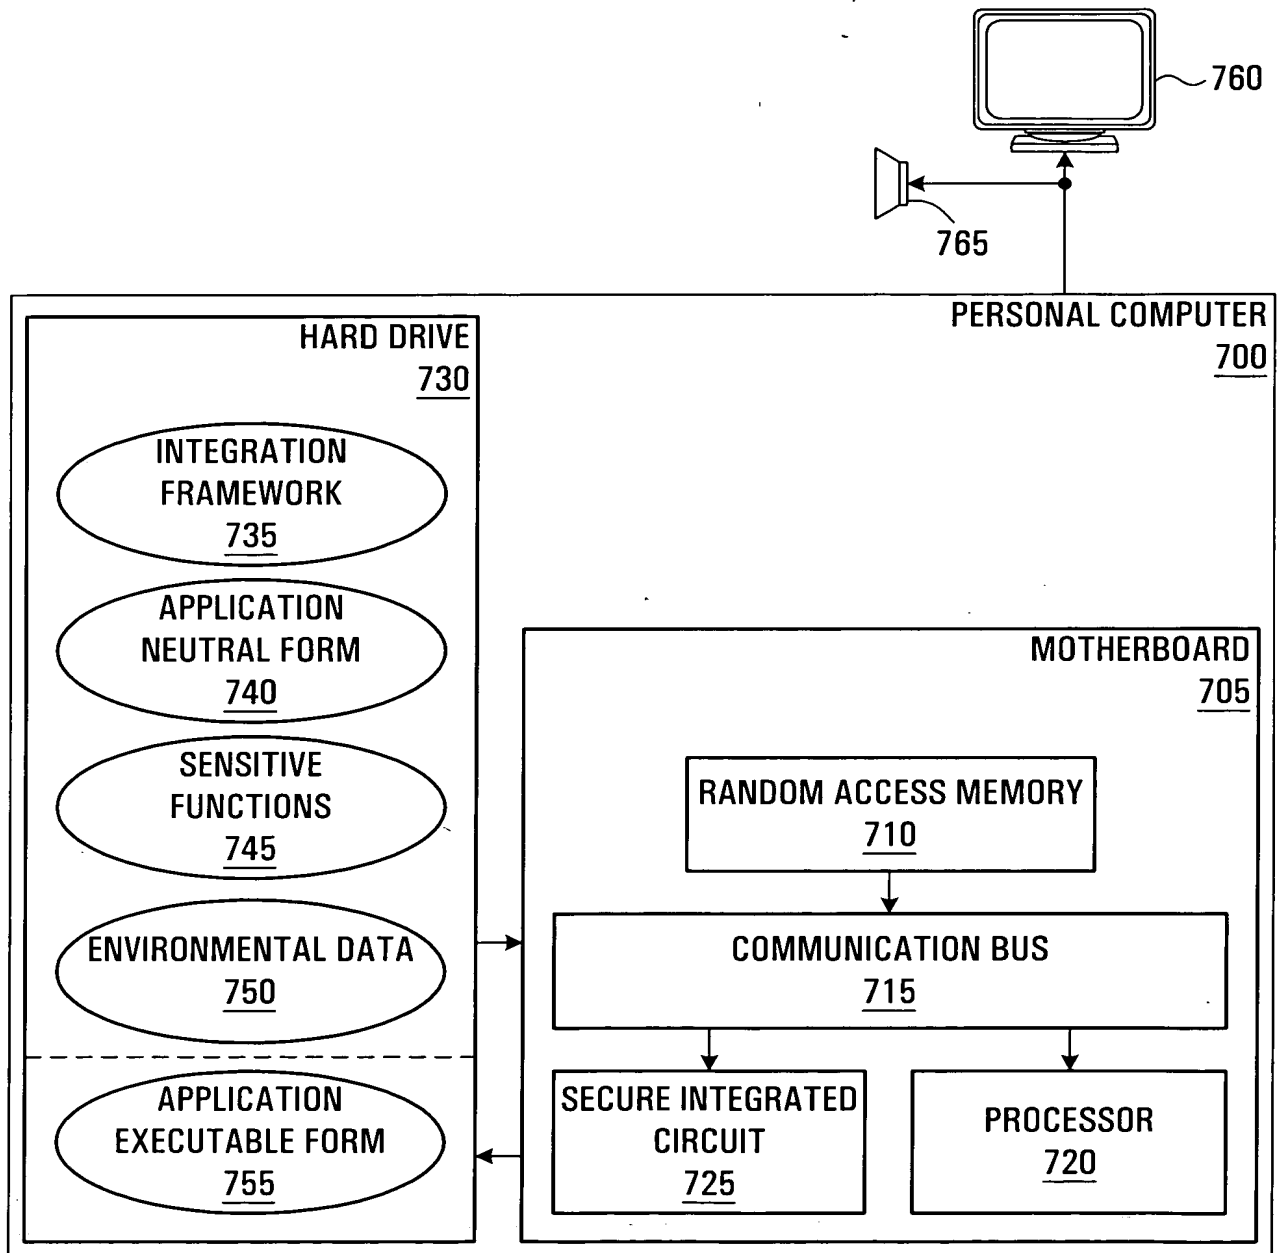 760
765
PERSONAL COMPUTER
700
HARD DRIVE
730
INTEGRATION
FRAMEWORK
735
APPLICATION
NEUTRAL FORM
740
SENSITIVE
FUNCTIONS
745
ENVIRONMENTAL DATA
750
APPLICATION
EXECUTABLE FORM
755
MOTHERBOARD
705
RANDOM ACCESS MEMORY
710
COMMUNICATION BUS
715
SECURE INTEGRATED
CIRCUIT
725
PROCESSOR
720